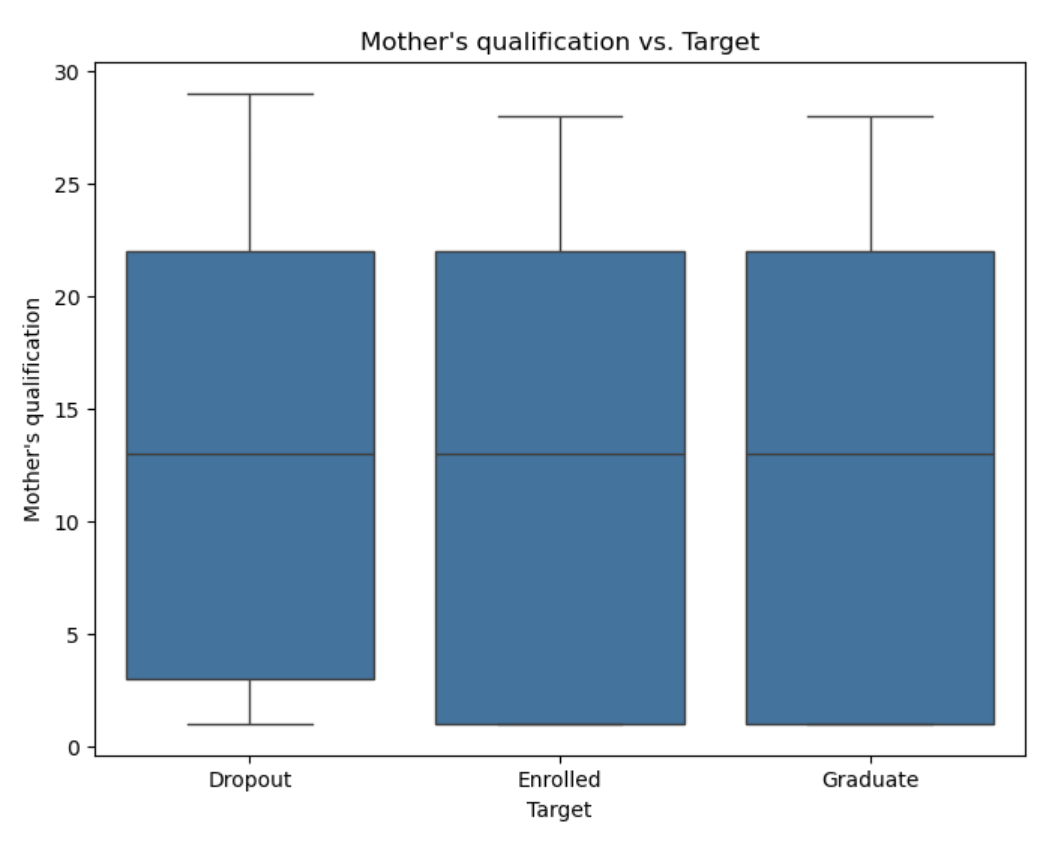 Mother's qualification vs. Target
30
25
20
15
10
5
0
Mother's qualification
Dropout
Enrolled
Graduate
Target